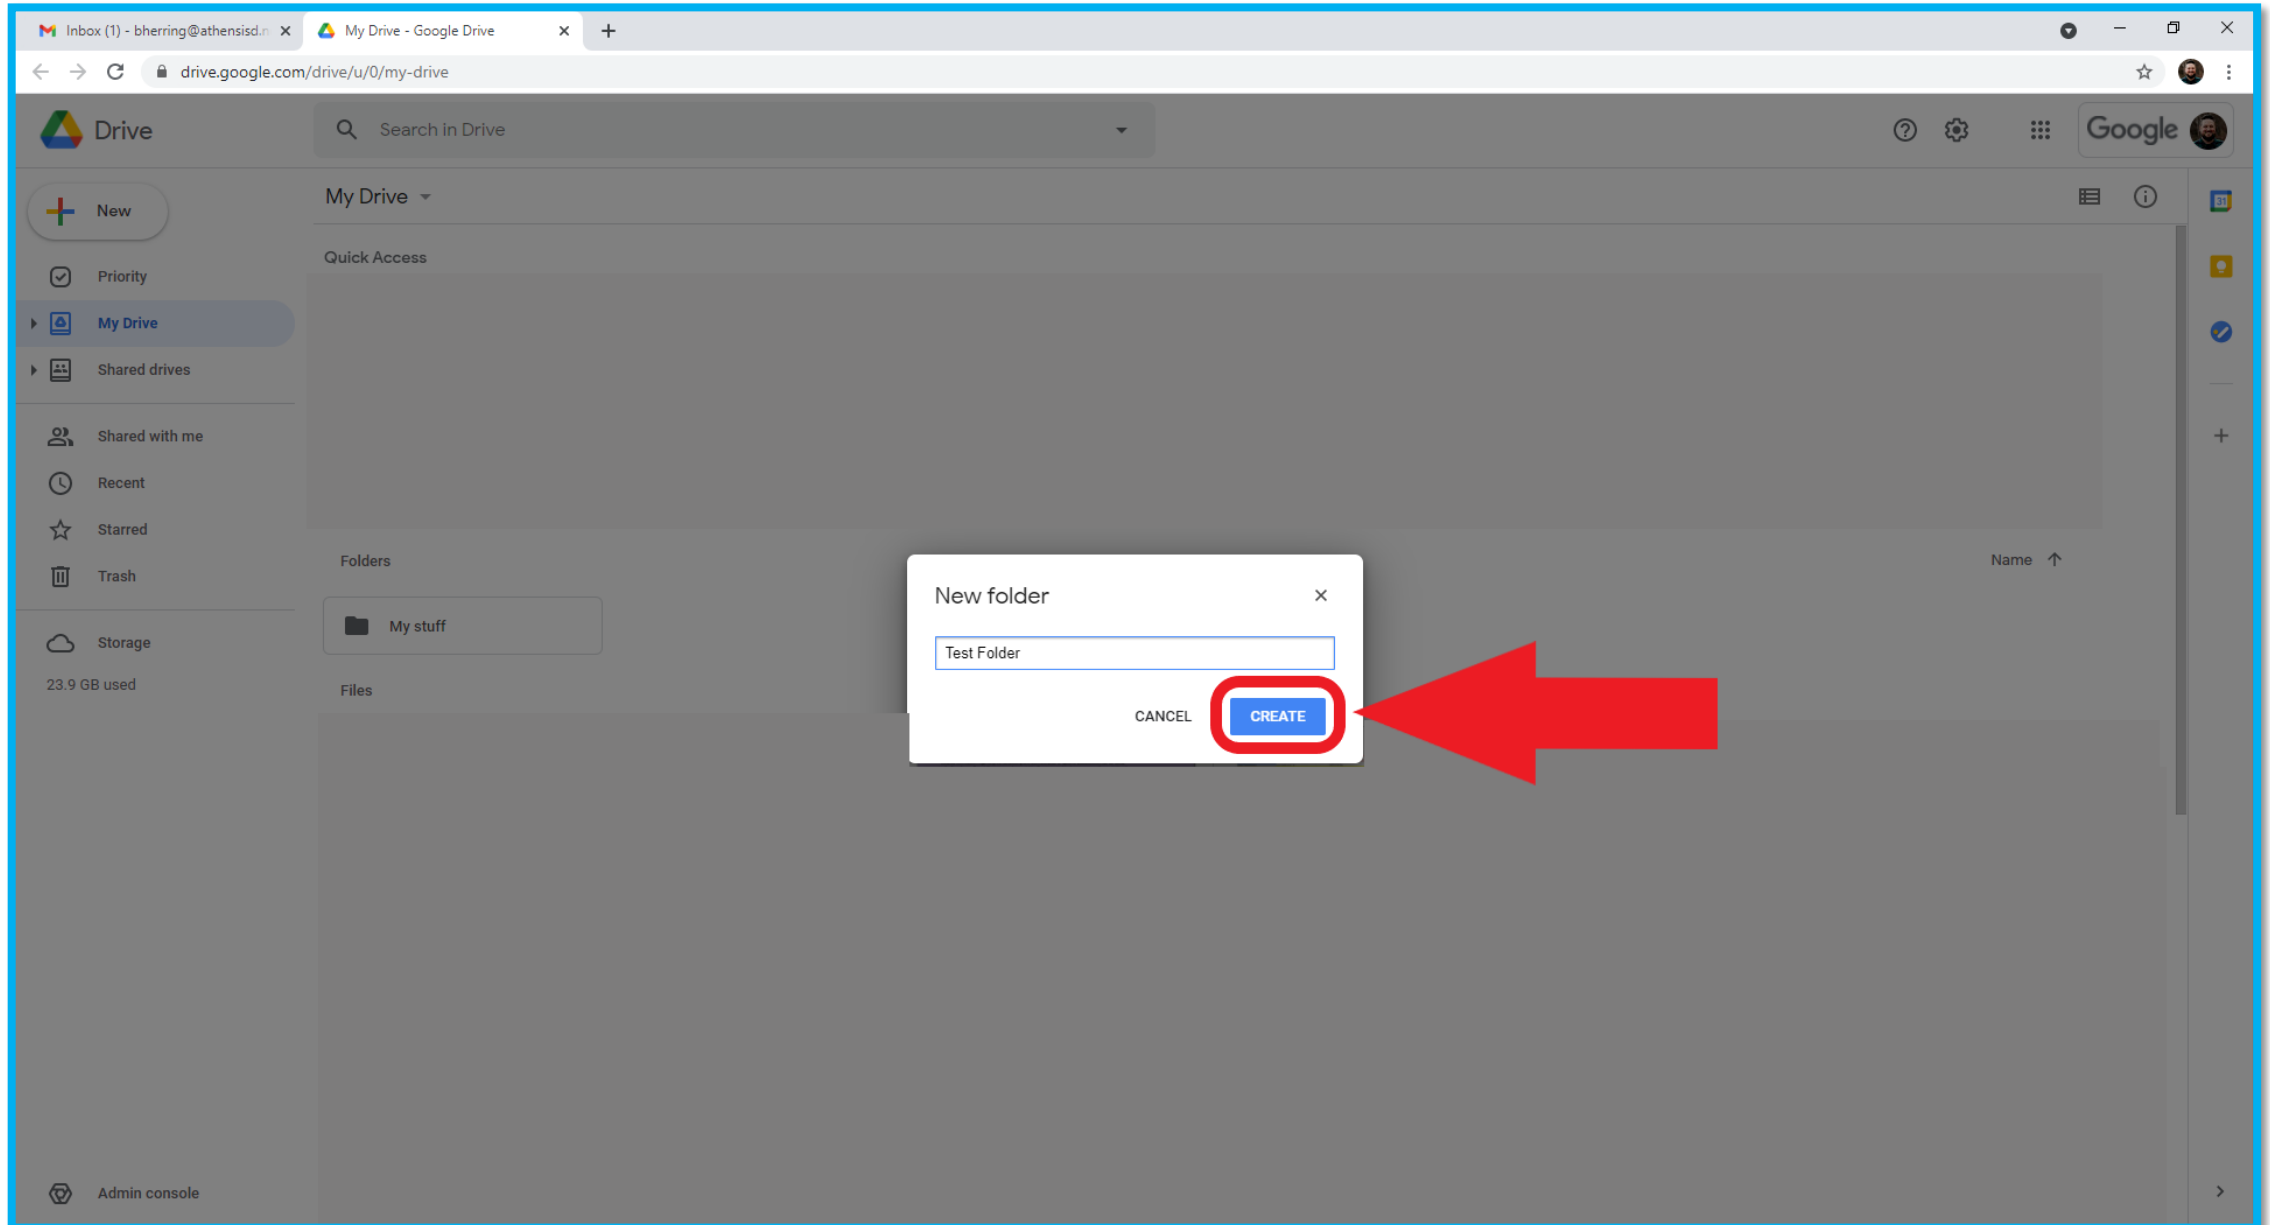 Inbox (1) - bherring@athensisd.n
My Drive - Google Drive
drive.google.com/drive/u/0/my-drive
Drive
Search in Drive
Google
New
My Drive
31
Quick Access
Priority
My Drive
Shared drives
Shared with me
Recent
Starred
Trash
Storage
23.9 GB used
Folders
Name
My stuff
Files
New folder
Test Folder
CANCEL
CREATE
Admin console